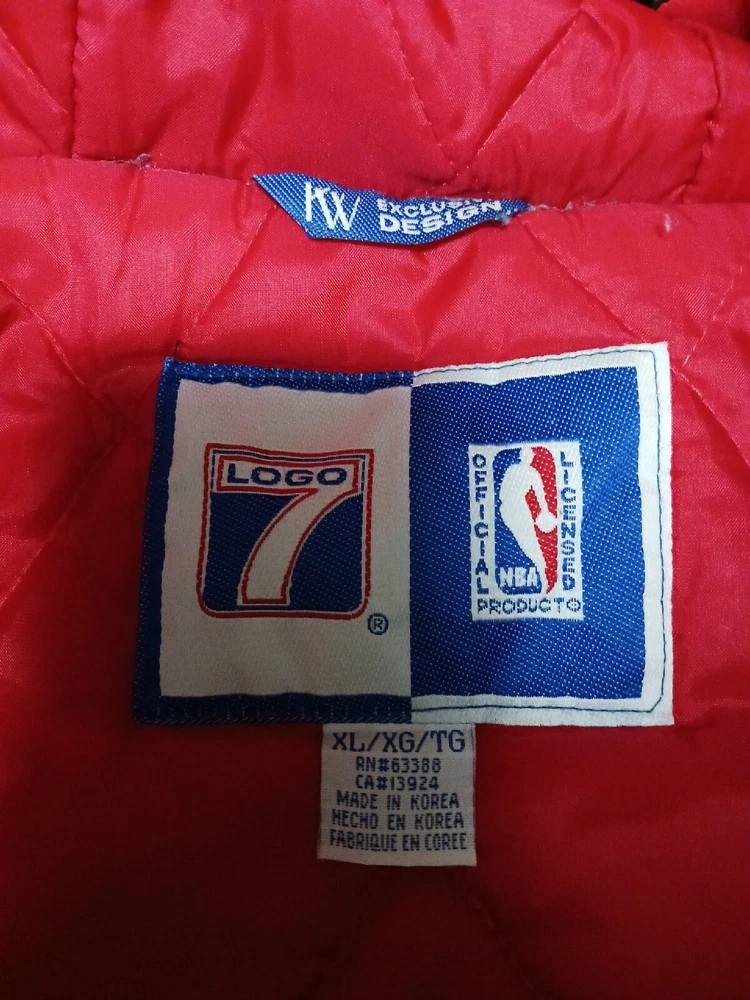 KW EXCLUSIVE
DESIGN
LOGO
7
®
OFFICIAL
LICENSED
NBA
PRODUCT
XL/XG/TG
RN#63388
CA#13924
MADE IN KOREA
HECHO EN KOREA
FABRIQUE EN COREE